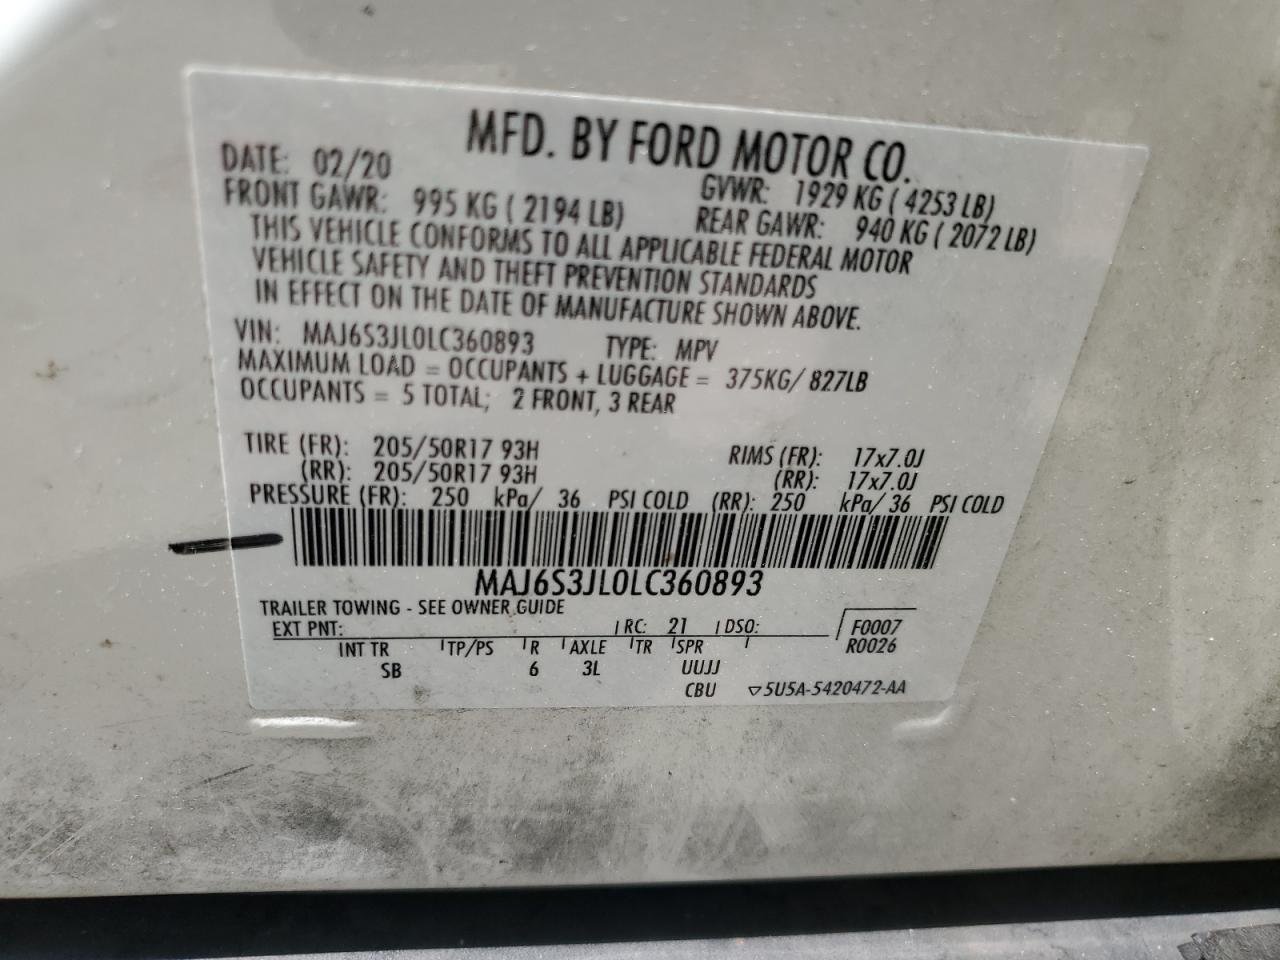 MFD. BY FORD MOTOR CO.
DATE: 02/20 GVWR: 1929 KG ( 4253 LB)
FRONT GAWR: 995 KG ( 2194 LB) REAR GAWR: 940 KG ( 2072 LB)
THIS VEHICLE CONFORMS TO ALL APPLICABLE FEDERAL MOTOR
VEHICLE SAFETY AND THEFT PREVENTION STANDARDS
IN EFFECT ON THE DATE OF MANUFACTURE SHOWN ABOVE.
VIN: MAJ6S3JL0LC360893 TYPE: MPV
MAXIMUM LOAD = OCCUPANTS + LUGGAGE = 375KG/ 827LB
OCCUPANTS = 5 TOTAL; 2 FRONT, 3 REAR
TIRE (FR): 205/50R17 93H RIMS (FR): 17x7.0J
(RR): 205/50R17 93H (RR): 17x7.0J
PRESSURE (FR): 250 kPa/ 36 PSI COLD (RR): 250 kPa/ 36 PSI COLD
MAJ6S3JL0LC360893
TRAILER TOWING - SEE OWNER GUIDE
EXT PNT: RC: 21 DSO: F0007
INT TR TP/PS R AXLE TR SPR R0026
SB 6 3L UUJJ
CBU ▽5U5A-5420472-AA